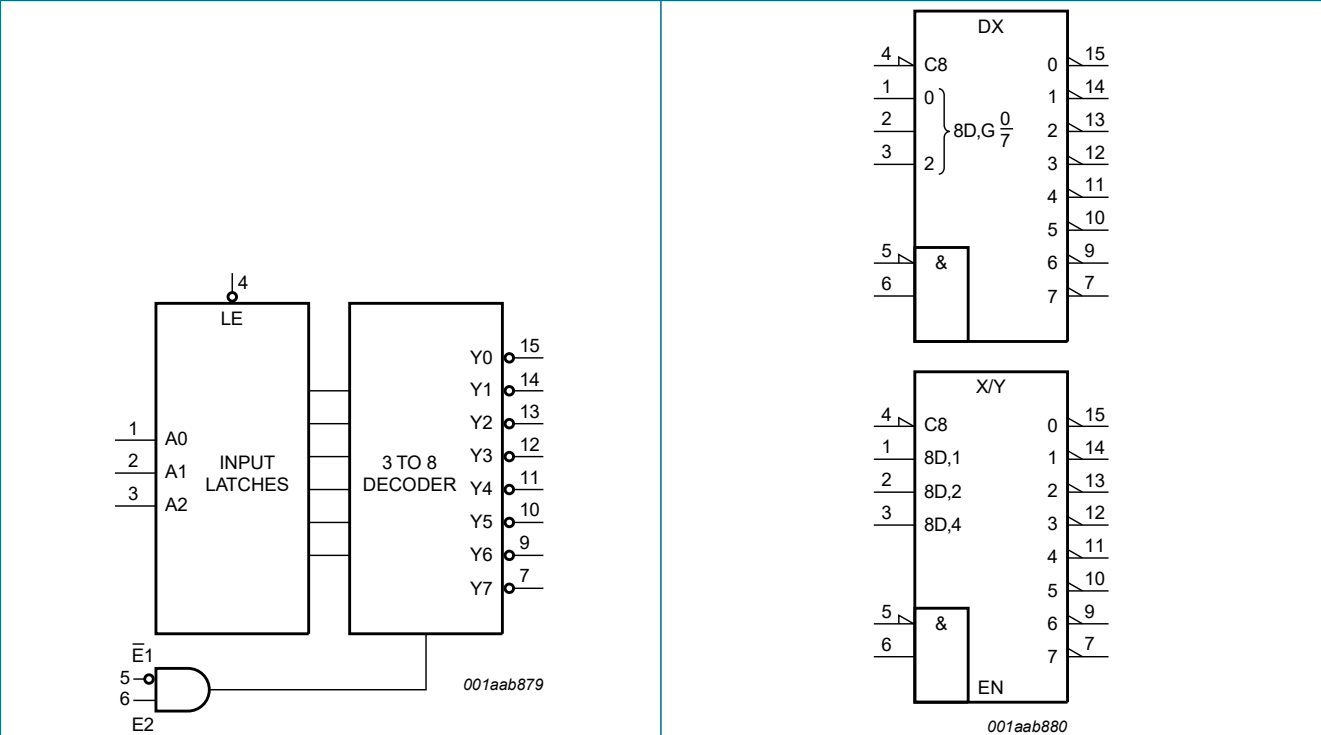 4
LE
1 A0
2 A1
3 A2
INPUT
LATCHES
3 TO 8
DECODER
Y0 15
Y1 14
Y2 13
Y3 12
Y4 11
Y5 10
Y6 9
Y7 7
E̅1
5
6
E2
001aab879
DX
4 C8 0 15
1 0 1 14
2 8D,G 0/7 2 13
3 2 3 12
4 11
5 10
5 & 6 9
6 7 7
X/Y
4 C8 0 15
1 8D,1 1 14
2 8D,2 2 13
3 8D,4 3 12
4 11
5 10
5 & 6 9
6 7 7
EN
001aab880